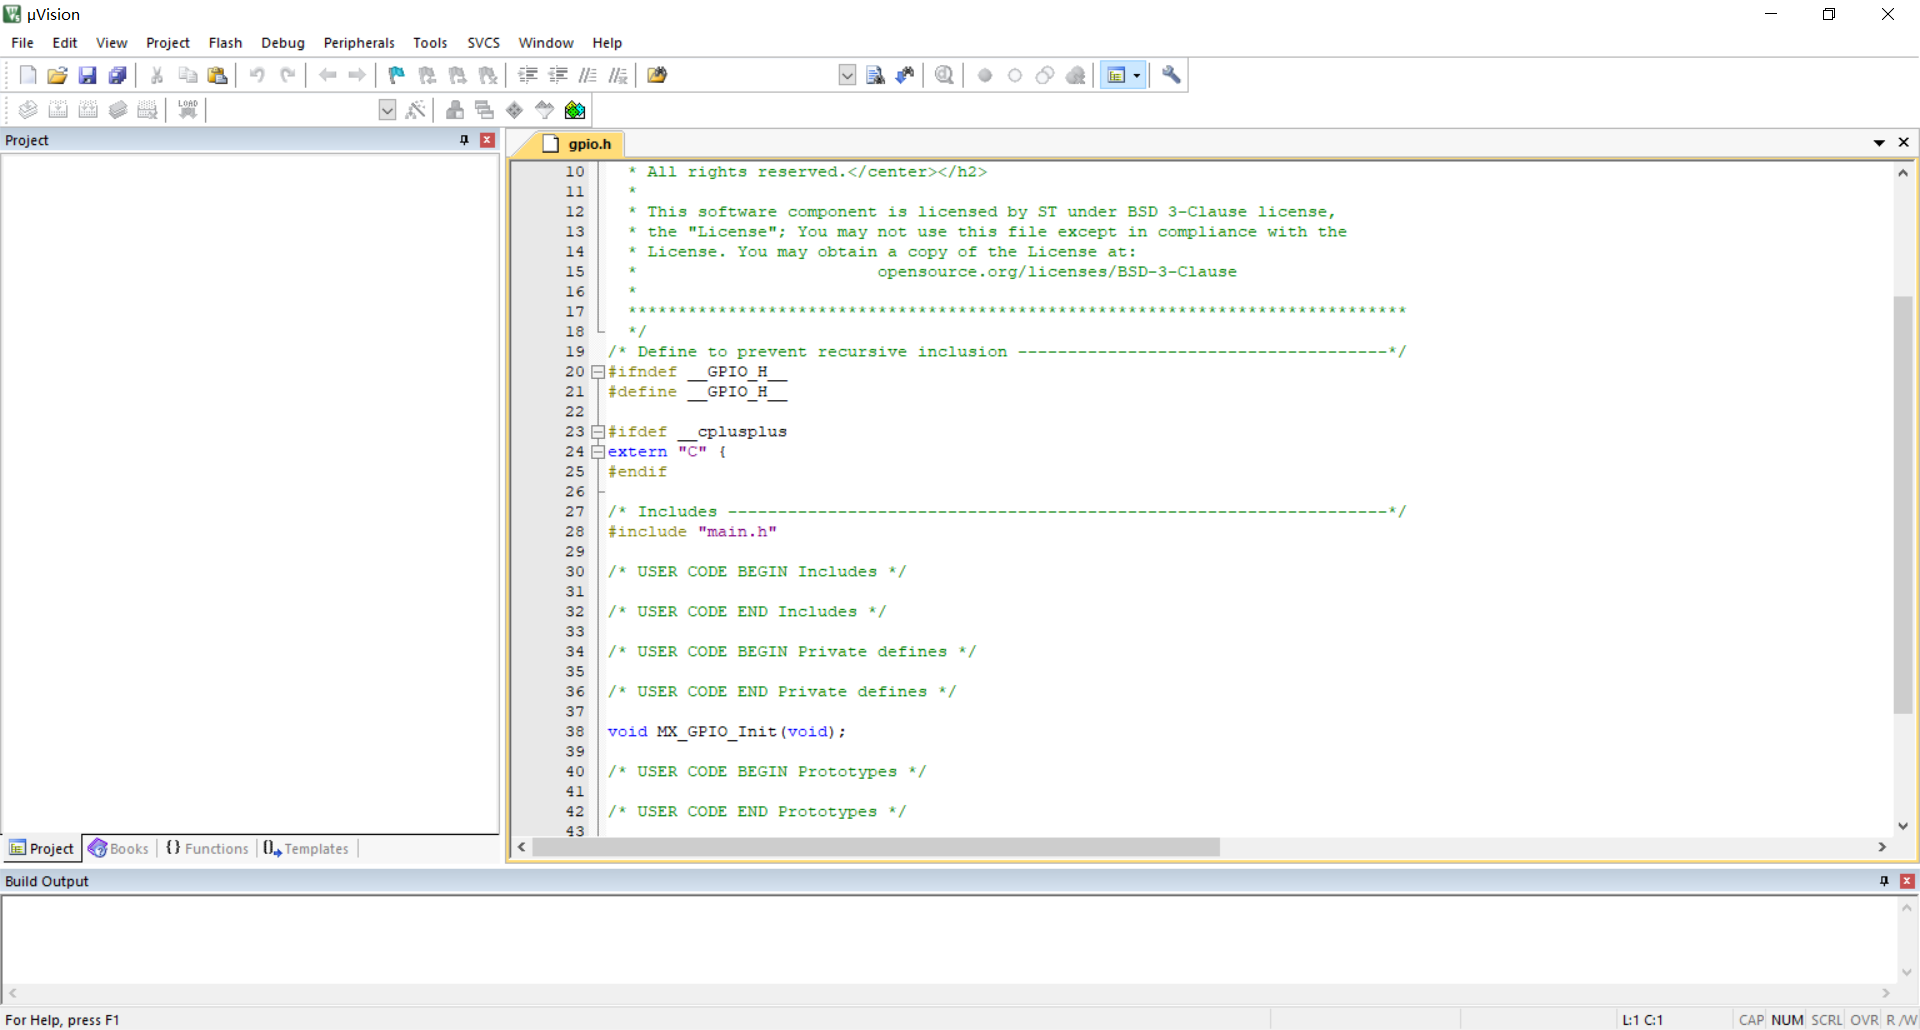 µVision
File Edit View Project Flash Debug Peripherals Tools SVCS Window Help
LOAD
Project
gpio.h
10 * All rights reserved.</center></h2>
11 *
12 * This software component is licensed by ST under BSD 3-Clause license,
13 * the "License"; You may not use this file except in compliance with the
14 * License. You may obtain a copy of the License at:
15 * opensource.org/licenses/BSD-3-Clause
16 *
17 ******************************************************************************
18 */
19 /* Define to prevent recursive inclusion -------------------------------------*/
20 #ifndef __GPIO_H__
21 #define __GPIO_H__
22
23 #ifdef __cplusplus
24 extern "C" {
25 #endif
26
27 /* Includes ------------------------------------------------------------------*/
28 #include "main.h"
29
30 /* USER CODE BEGIN Includes */
31
32 /* USER CODE END Includes */
33
34 /* USER CODE BEGIN Private defines */
35
36 /* USER CODE END Private defines */
37
38 void MX_GPIO_Init(void);
39
40 /* USER CODE BEGIN Prototypes */
41
42 /* USER CODE END Prototypes */
43
Project Books {} Functions Templates
Build Output
For Help, press F1
L:1 C:1
CAP NUM SCRL OVR R/W